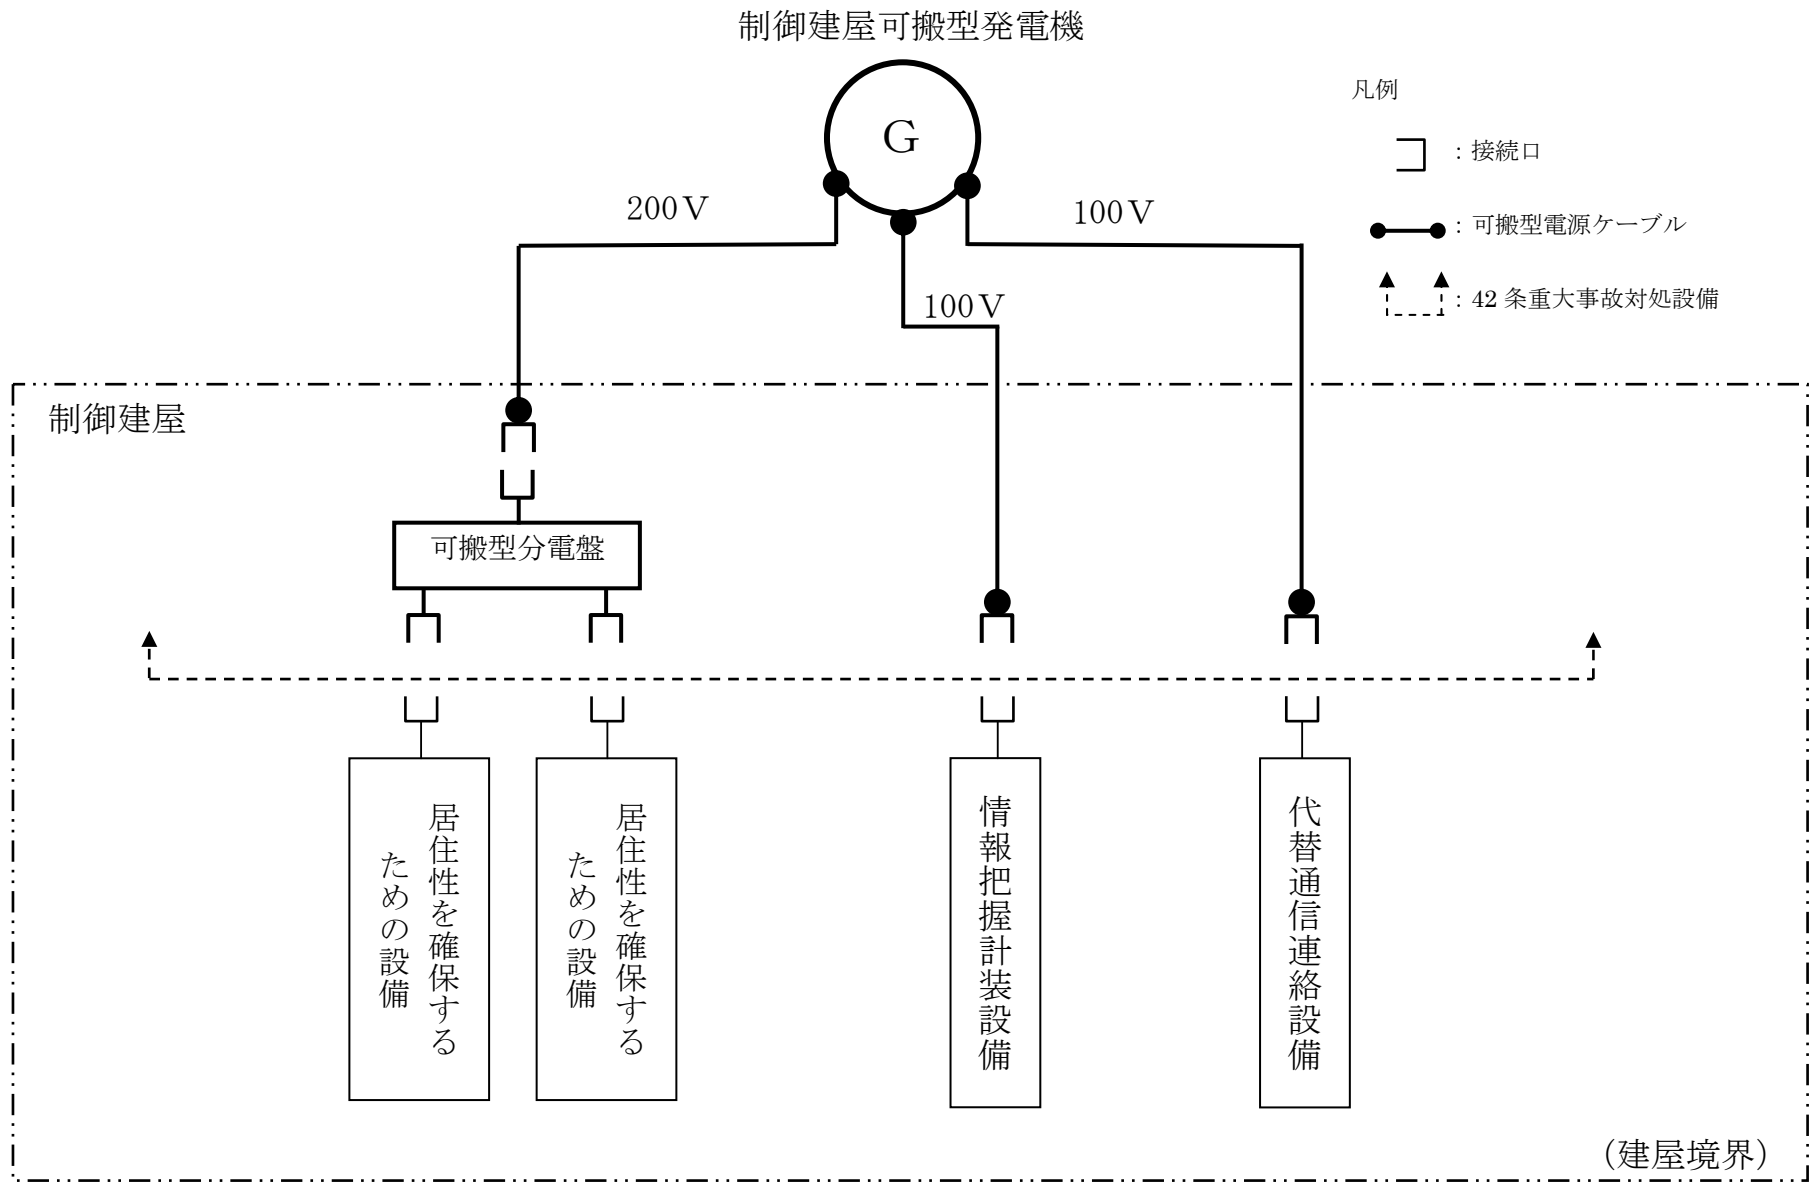 制御建屋可搬型発電機
凡例
：接続口
：可搬型電源ケーブル
：42 条重大事故対処設備
G
200V
100V
100V
制御建屋
可搬型分電盤
居住性を確保する
ための設備
居住性を確保する
ための設備
情報把握計装設備
代替通信連絡設備
（建屋境界）